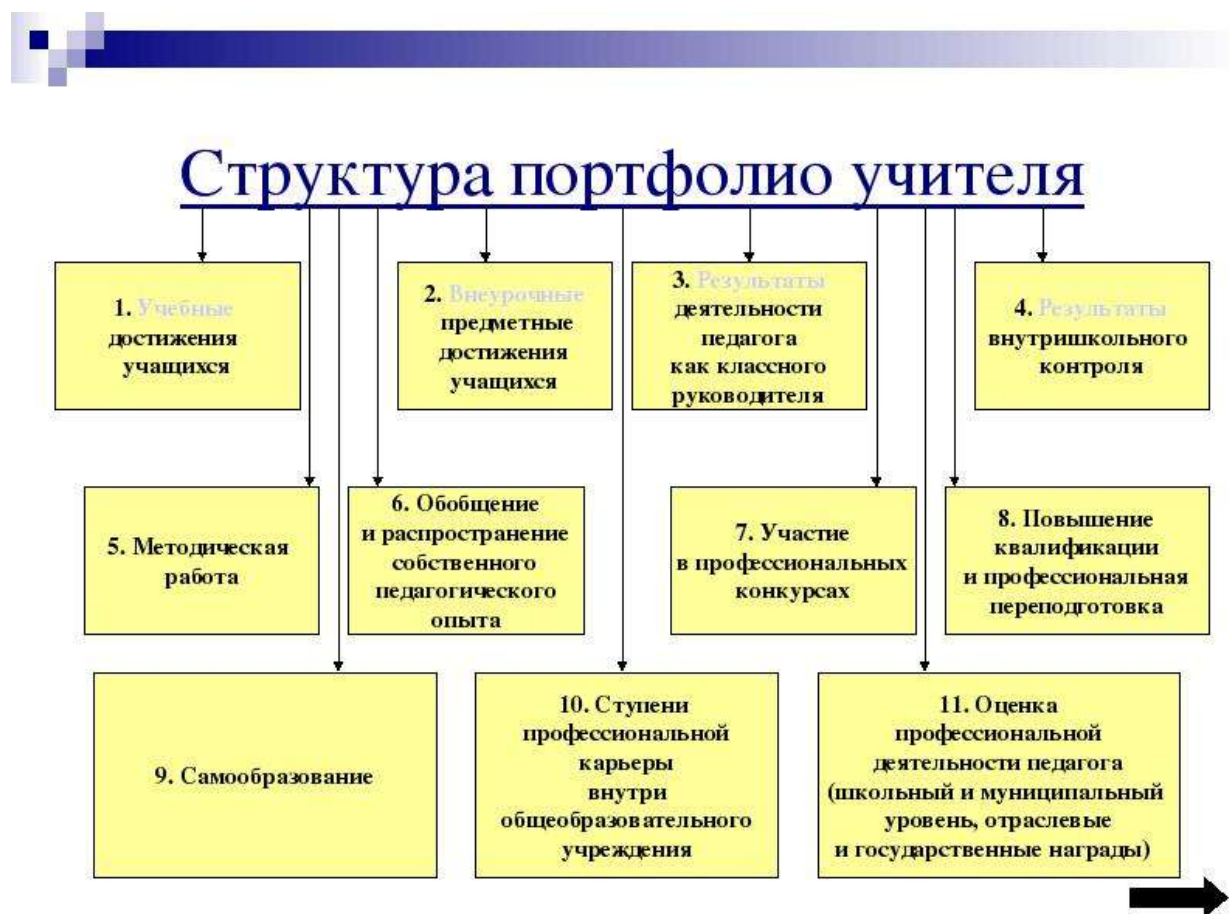 Структура портфолио учителя
1. Учебные
достижения
учащихся
2. Внеурочные
предметные
достижения
учащихся
3. Результаты
деятельности
педагога
как классного
руководителя
4. Результаты
внутришкольного
контроля
5. Методическая
работа
6. Обобщение
и распространение
собственного
педагогического
опыта
7. Участие
в профессиональных
конкурсах
8. Повышение
квалификации
и профессиональная
переподготовка
9. Самообразование
10. Ступени
профессиональной
карьеры
внутри
общеобразовательного
учреждения
11. Оценка
профессиональной
деятельности педагога
(школьный и муниципальный
уровень, отраслевые
и государственные награды)